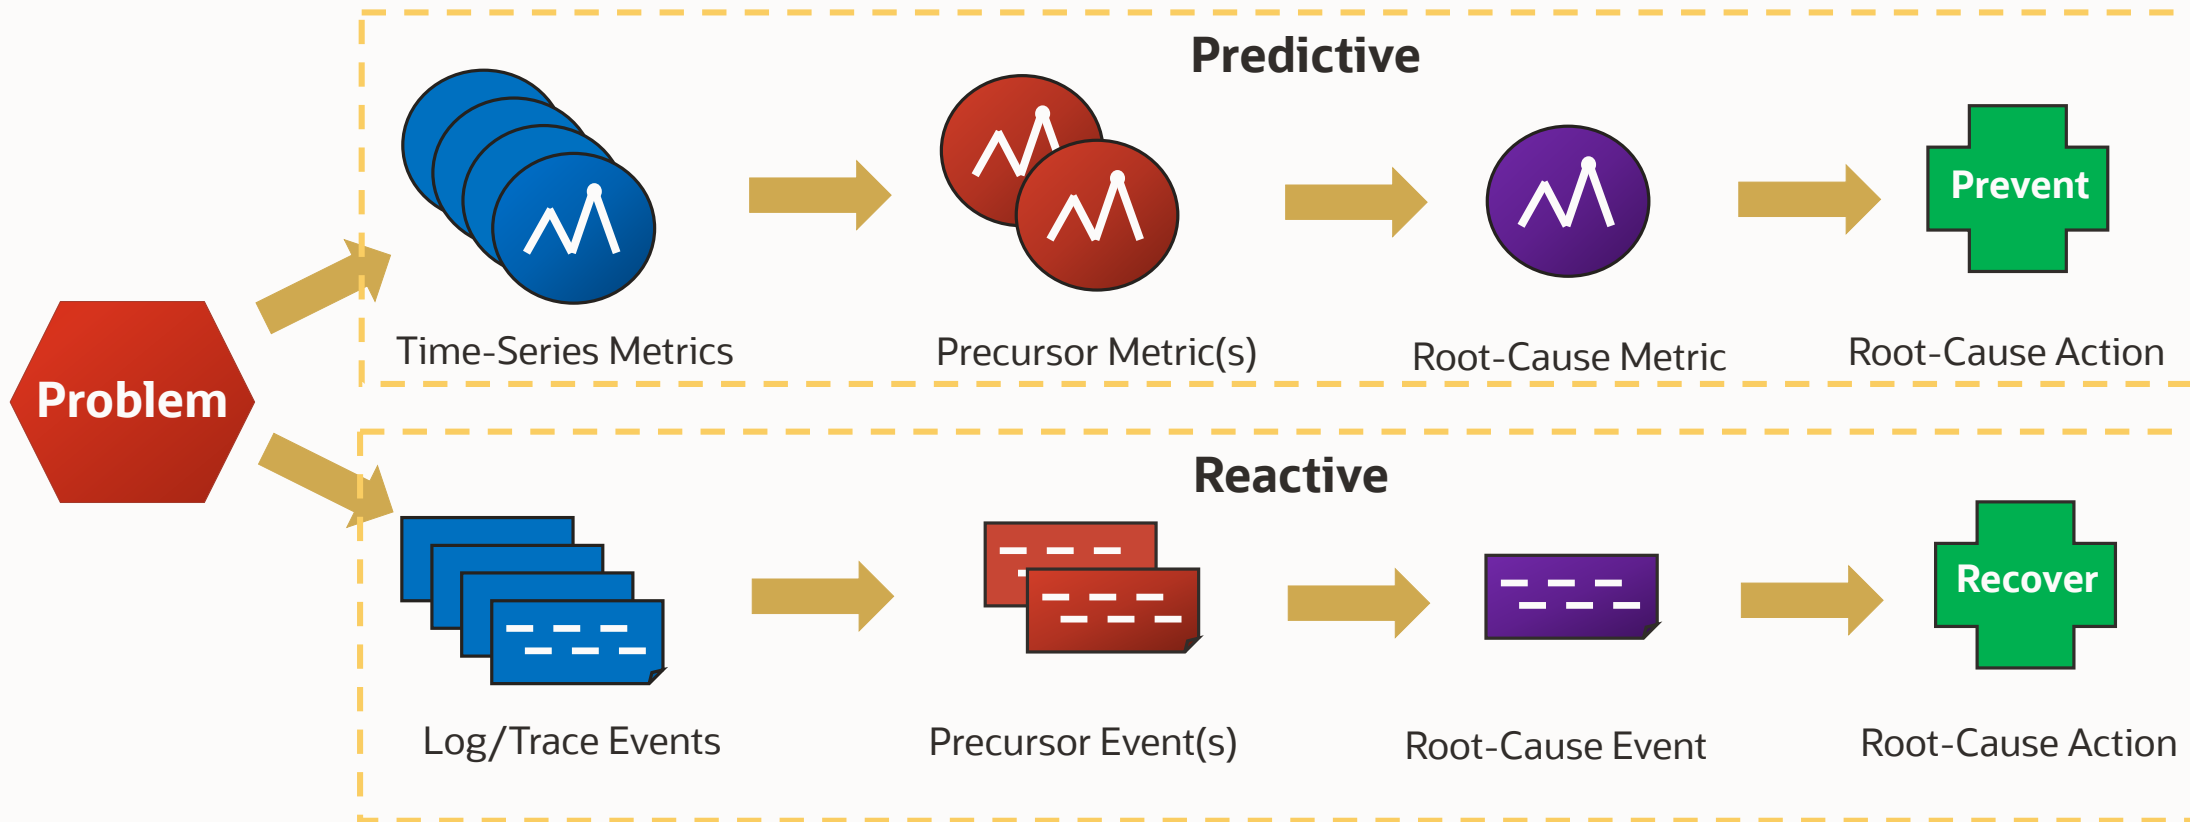 Predictive
Prevent
Time-Series Metrics
Precursor Metric(s)
Root-Cause Metric
Root-Cause Action
Problem
Reactive
Recover
Log/Trace Events
Precursor Event(s)
Root-Cause Event
Root-Cause Action